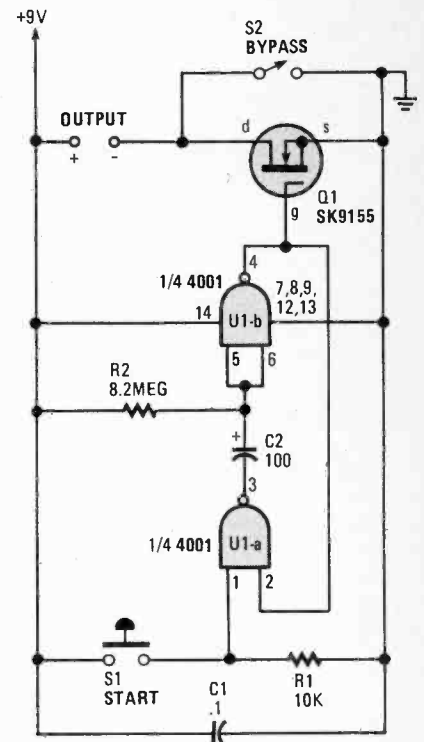 +9V
S2
BYPASS
OUTPUT
+ -
d
s
Q1
SK9155
g
4
1/4 4001
7,8,9,
12,13
14
U1-b
5
6
R2
8.2MEG
+
C2
100
3
1/4 4001
U1-a
1
2
S1
START
R1
10K
C1
.1